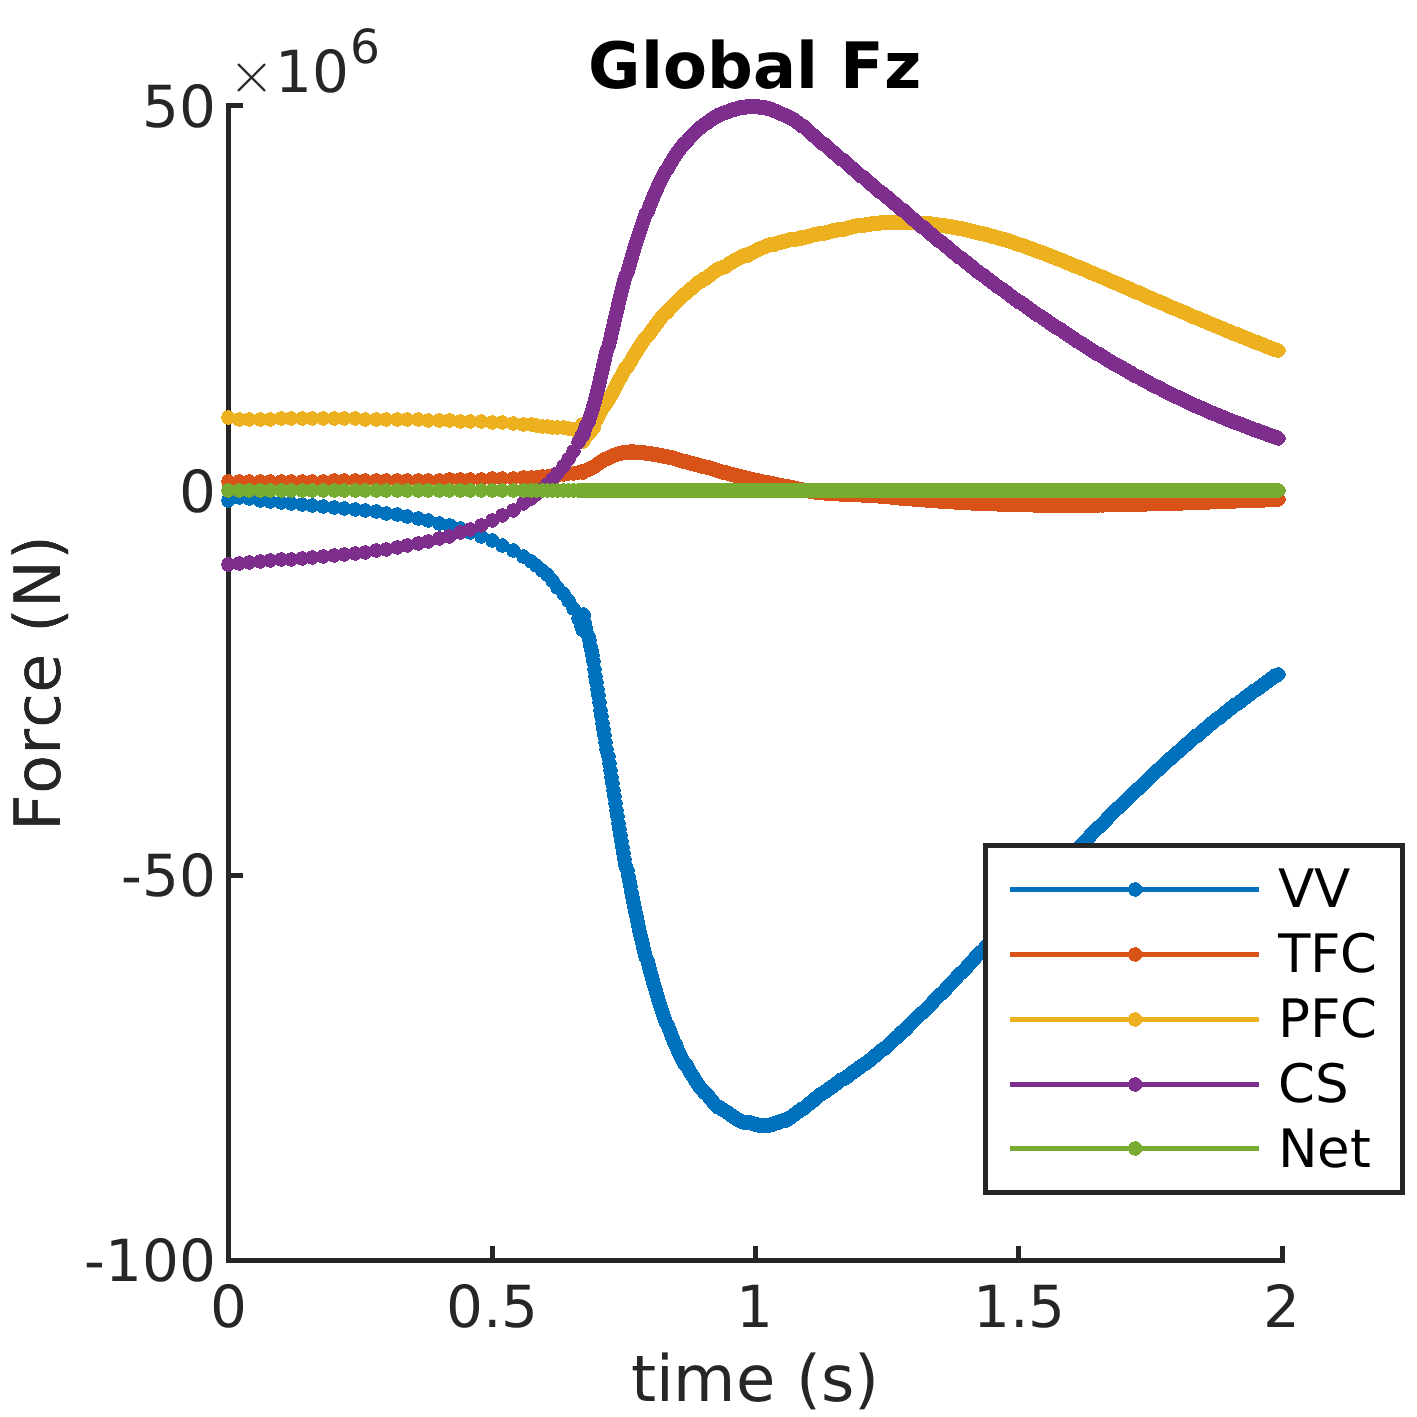 Global Fz
×10^6
50
0
-50
-100
Force (N)
0 0.5 1 1.5 2
time (s)
VV
TFC
PFC
CS
Net